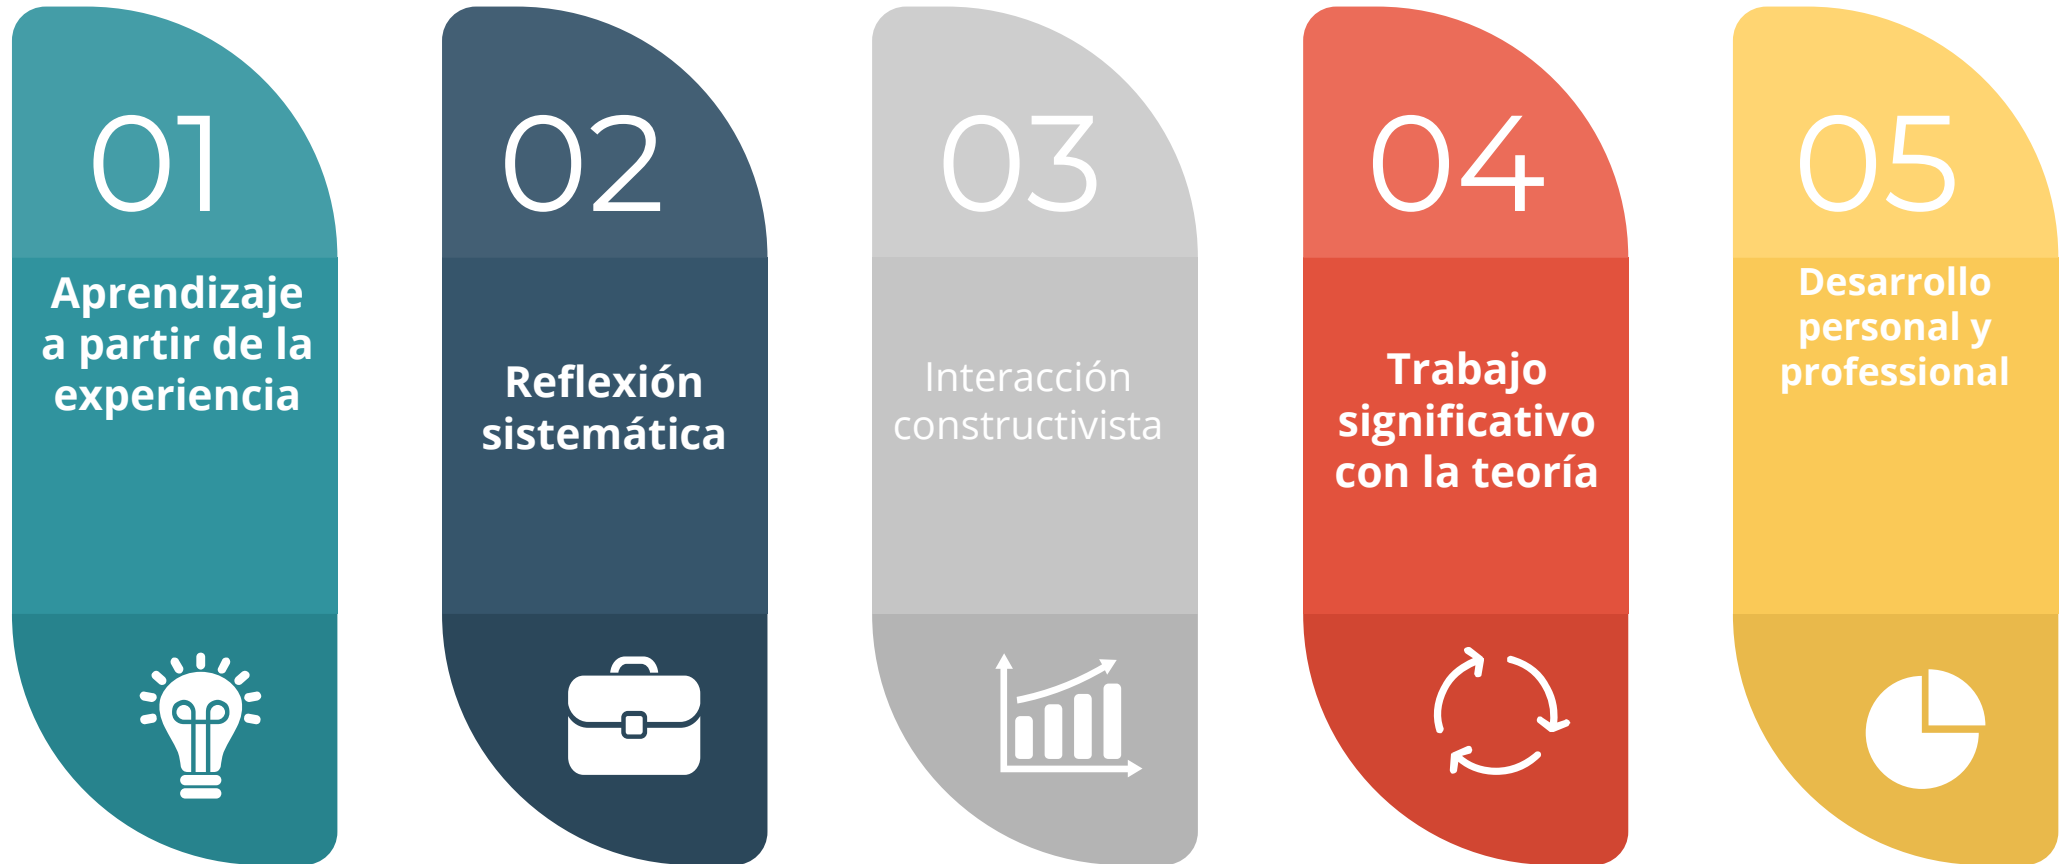 01
Aprendizaje
a partir de la
experiencia
02
Reflexión
sistemática
03
Interacción
constructivista
04
Trabajo
significativo
con la teoría
05
Desarrollo
personal y
professional